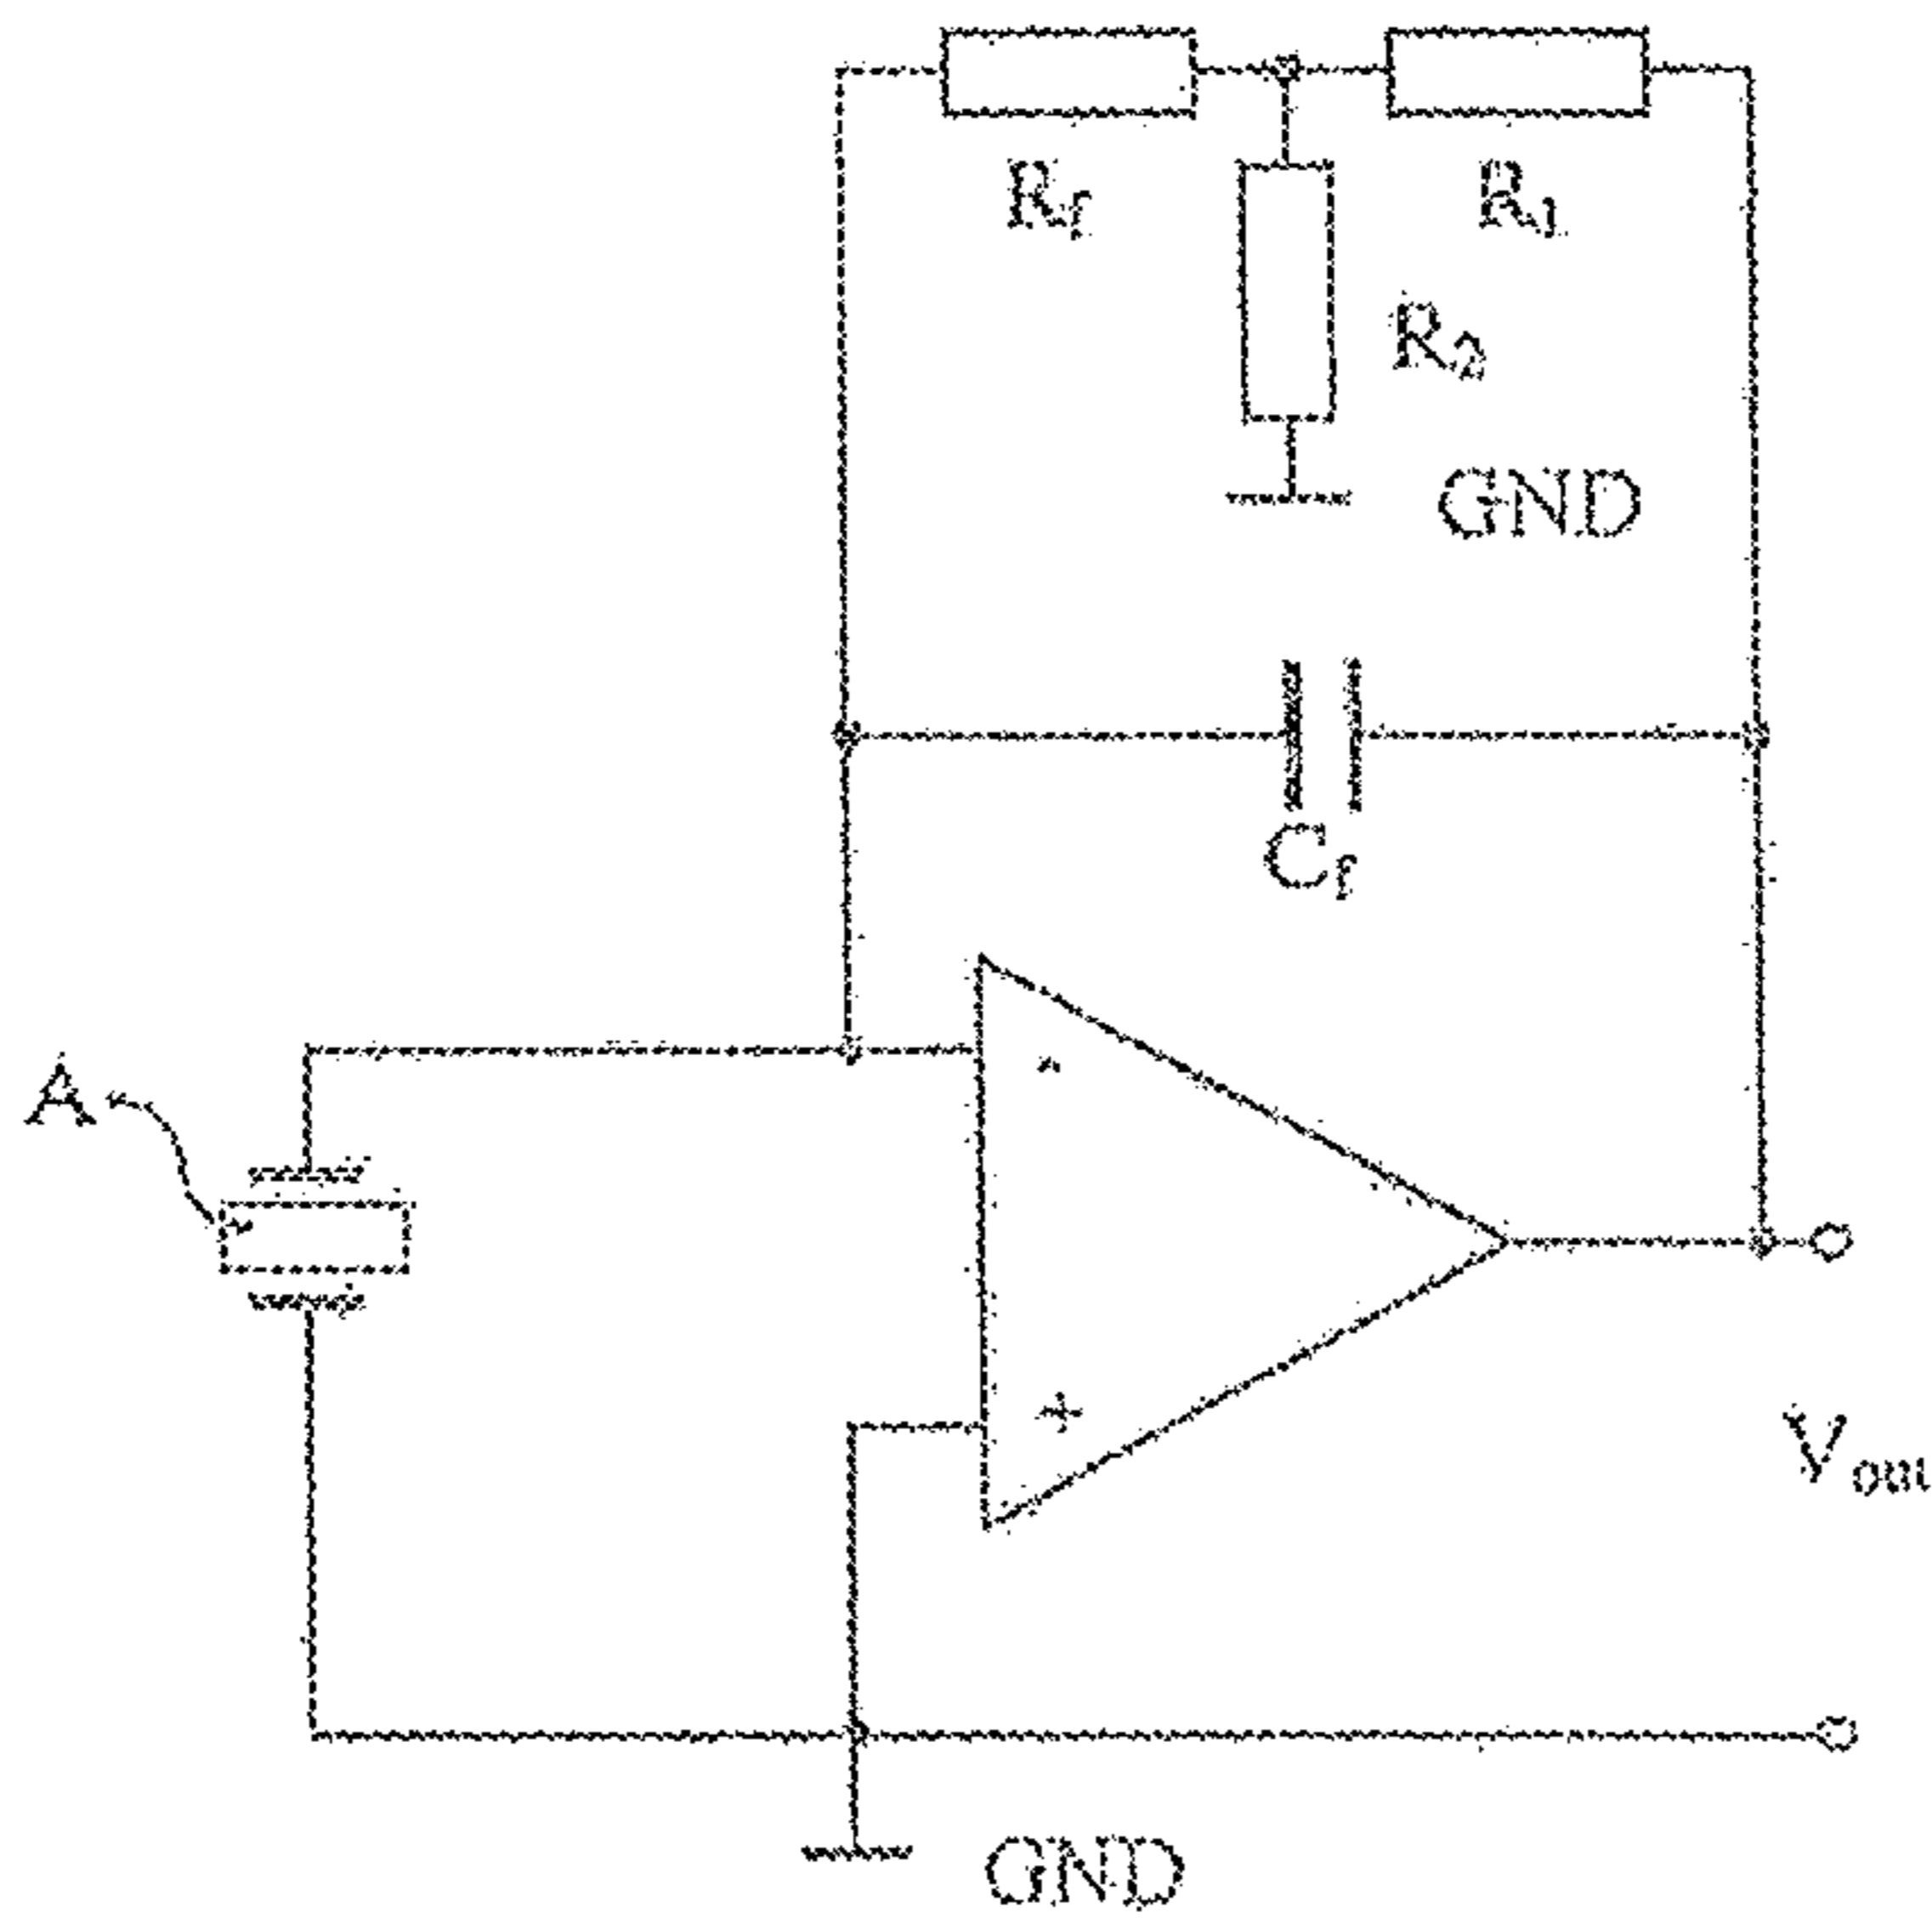 Rf
R1
R2
GND
Cf
-
A
+
Vout
GND